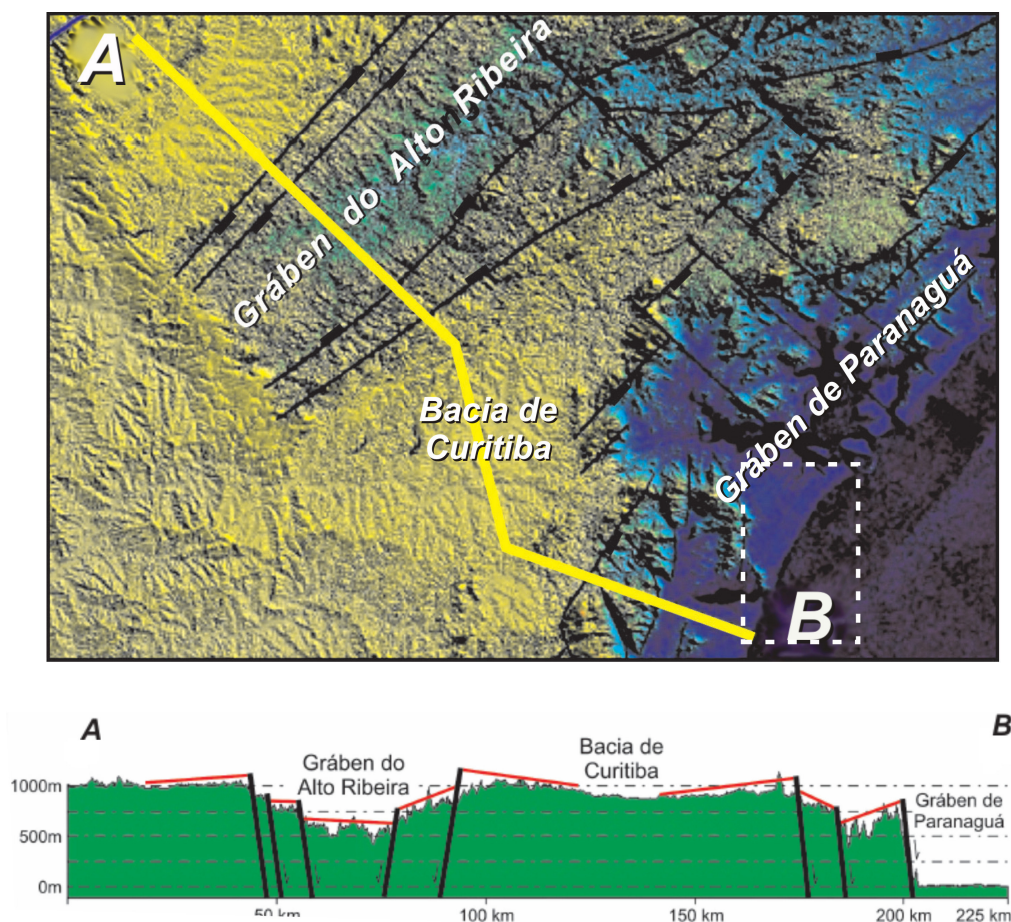 A
Gráben do Alto Ribeira
Gráben de Paranaguá
Bacia de
Curitiba
B
A
B
Gráben do
Alto Ribeira
Bacia de
Curitiba
Gráben de
Paranaguá
1000m
500m
0m
50 km
100 km
150 km
200 km
225 km